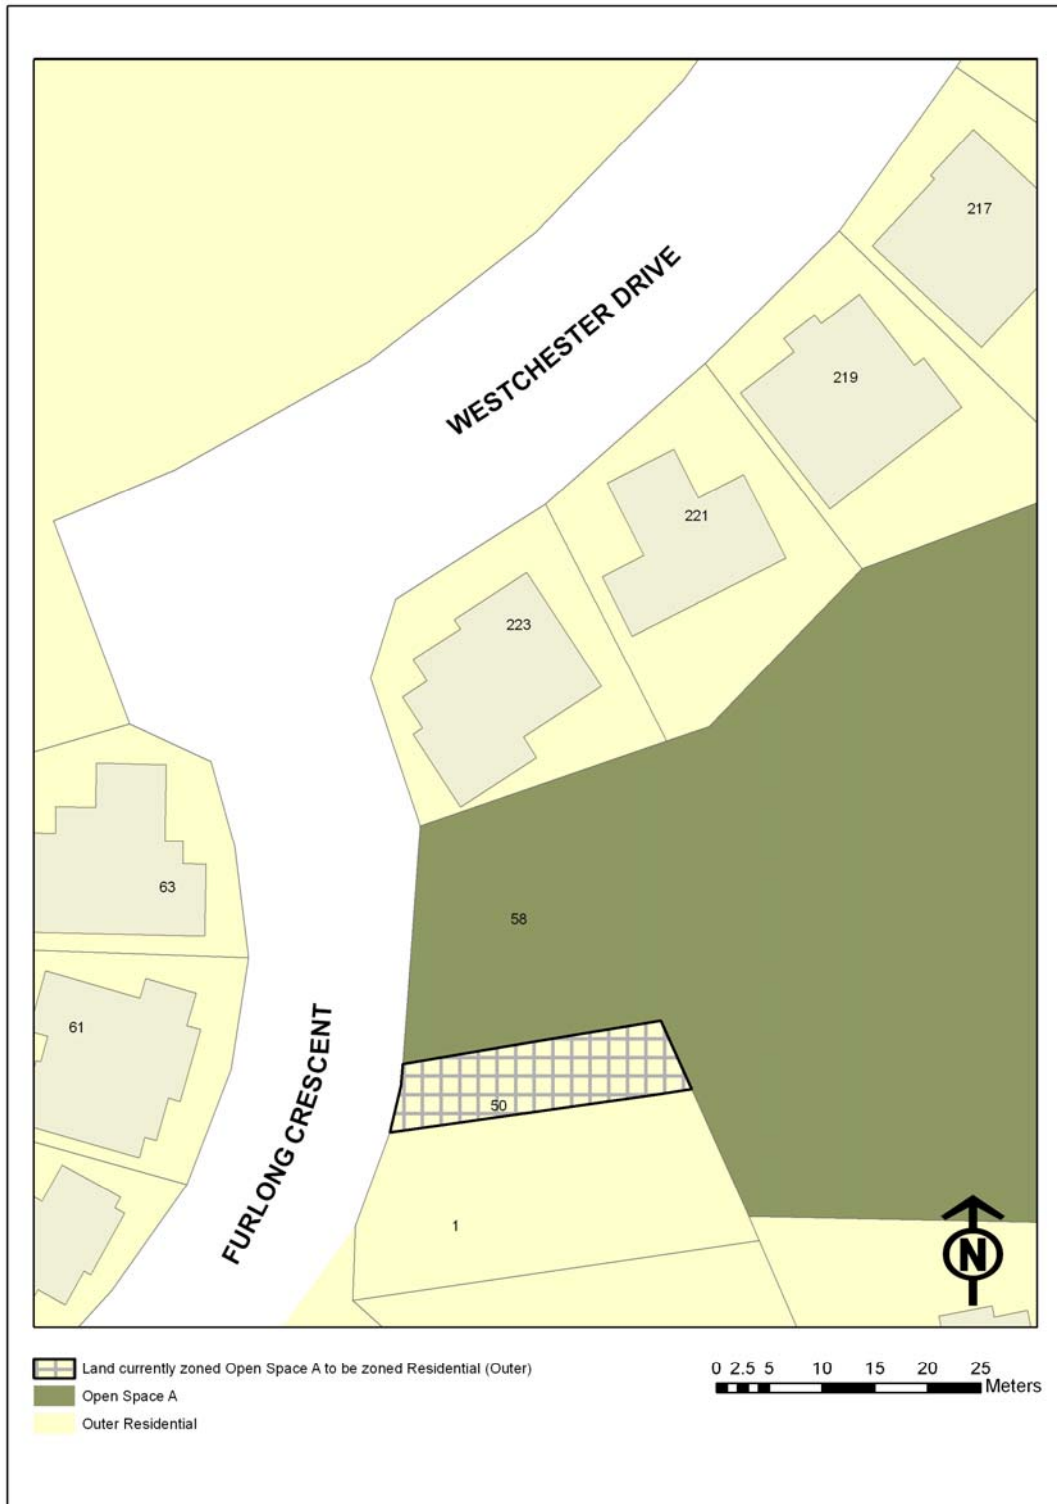 217
WESTCHESTER DRIVE
219
221
223
63
58
61
50
FURLONG CRESCENT
1
N
Land currently zoned Open Space A to be zoned Residential (Outer)
Open Space A
Outer Residential
0 2.5 5 10 15 20 25
Meters